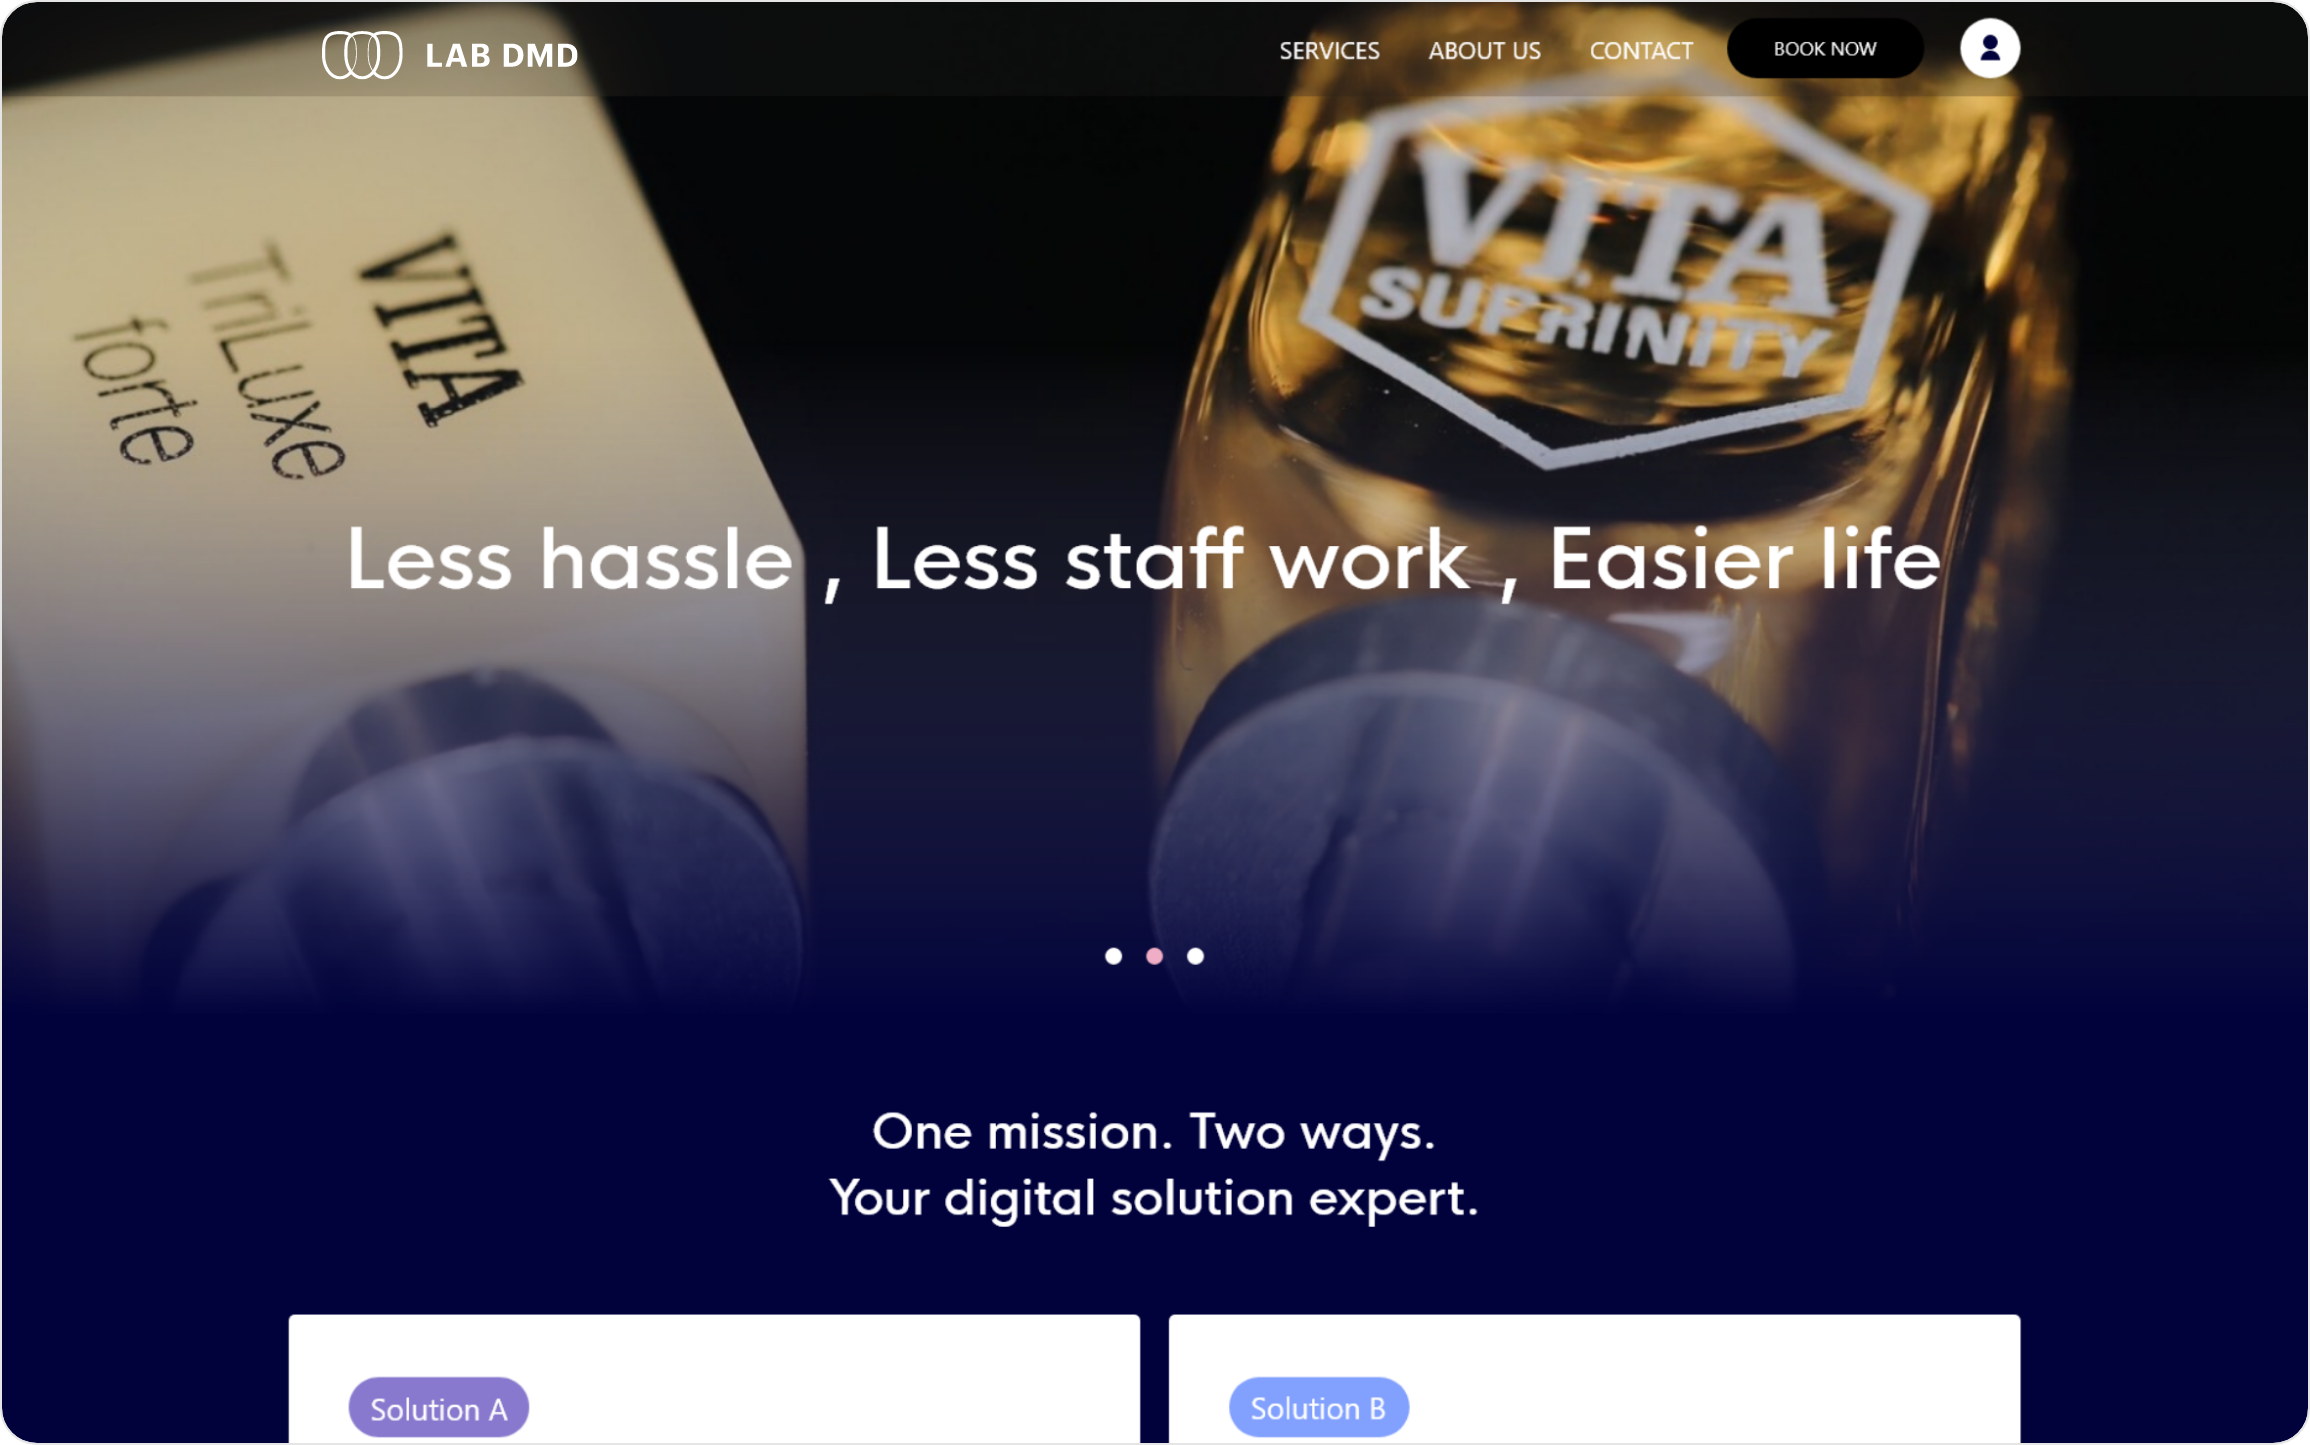 LAB DMD
SERVICES
ABOUT US
CONTACT
BOOK NOW
VITA
TriLuxe
forte
VITA
SUPRINITY
Less hassle , Less staff work , Easier life
One mission. Two ways.
Your digital solution expert.
Solution A
Solution B